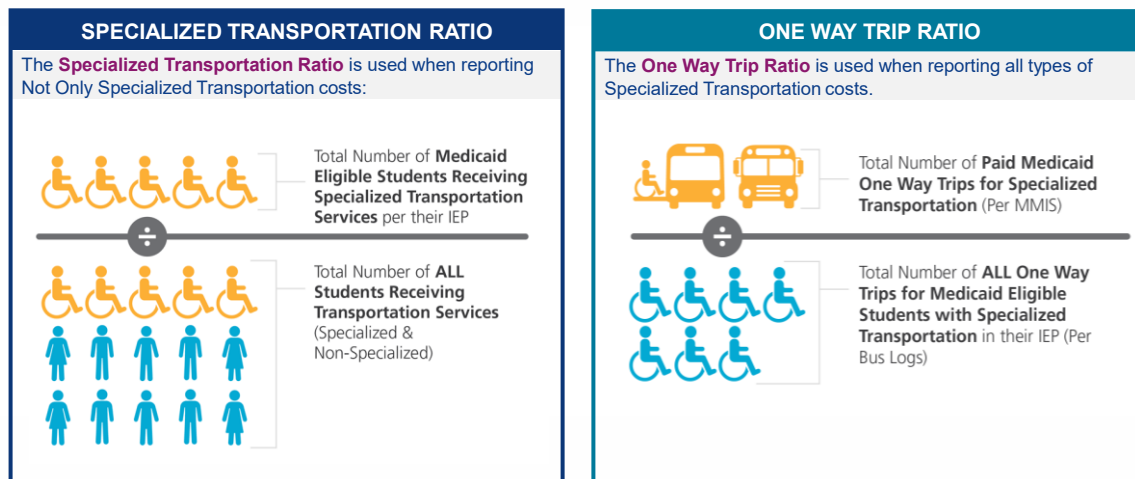 SPECIALIZED TRANSPORTATION RATIO
The Specialized Transportation Ratio is used when reporting
Not Only Specialized Transportation costs:
Total Number of Medicaid
Eligible Students Receiving
Specialized Transportation
Services per their IEP
÷
Total Number of ALL
Students Receiving
Transportation Services
(Specialized &
Non-Specialized)
ONE WAY TRIP RATIO
The One Way Trip Ratio is used when reporting all types of
Specialized Transportation costs.
Total Number of Paid Medicaid
One Way Trips for Specialized
Transportation (Per MMIS)
÷
Total Number of ALL One Way
Trips for Medicaid Eligible
Students with Specialized
Transportation in their IEP (Per
Bus Logs)